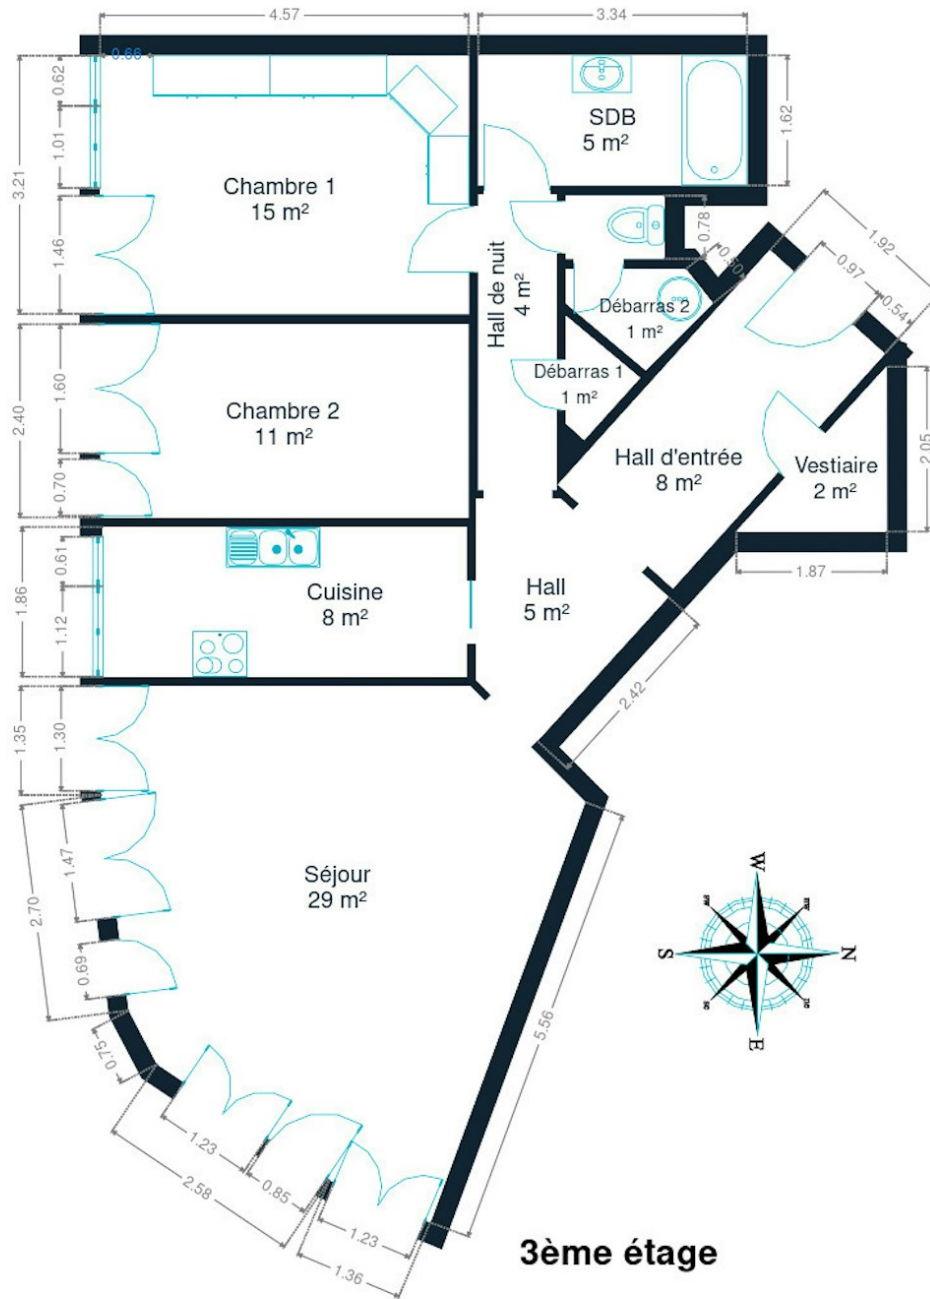 4.57
3.34
0.66
0.62
1.01
3.21
1.46
Chambre 1
15 m²
SDB
5 m²
1.62
0.78
0.50
1.92
0.97
0.54
Hall de nuit
4 m²
Débarras 2
1 m²
Débarras 1
1 m²
1.60
2.40
0.70
Chambre 2
11 m²
Hall d'entrée
8 m²
Vestiaire
2 m²
2.05
1.87
0.61
1.86
1.12
Cuisine
8 m²
Hall
5 m²
2.42
1.35
1.30
1.47
2.70
0.69
0.75
Séjour
29 m²
5.56
W
S
N
E
1.23
0.85
2.58
1.23
1.36
3ème étage